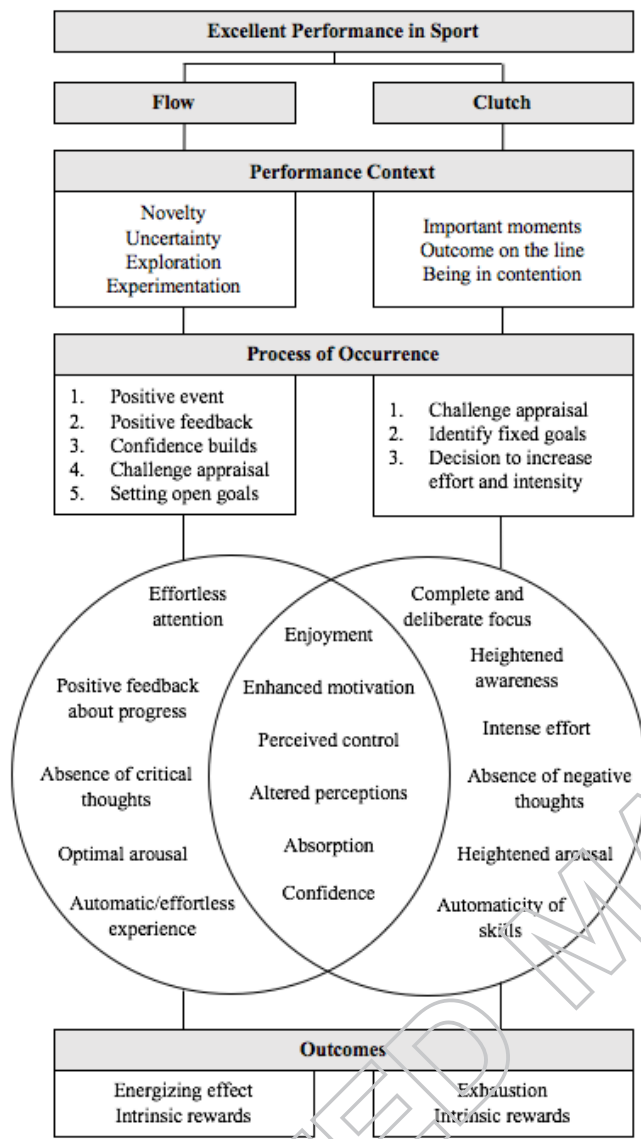 Excellent Performance in Sport
Flow
Clutch
Performance Context
Novelty
Uncertainty
Exploration
Experimentation
Important moments
Outcome on the line
Being in contention
Process of Occurrence
1. Positive event
2. Positive feedback
3. Confidence builds
4. Challenge appraisal
5. Setting open goals
1. Challenge appraisal
2. Identify fixed goals
3. Decision to increase
effort and intensity
Effortless
attention
Positive feedback
about progress
Absence of critical
thoughts
Optimal arousal
Automatic/effortless
experience
Enjoyment
Enhanced motivation
Perceived control
Altered perceptions
Absorption
Confidence
Complete and
deliberate focus
Heightened
awareness
Intense effort
Absence of negative
thoughts
Heightened arousal
Automaticity of
skills
Outcomes
Energizing effect
Intrinsic rewards
Exhaustion
Intrinsic rewards